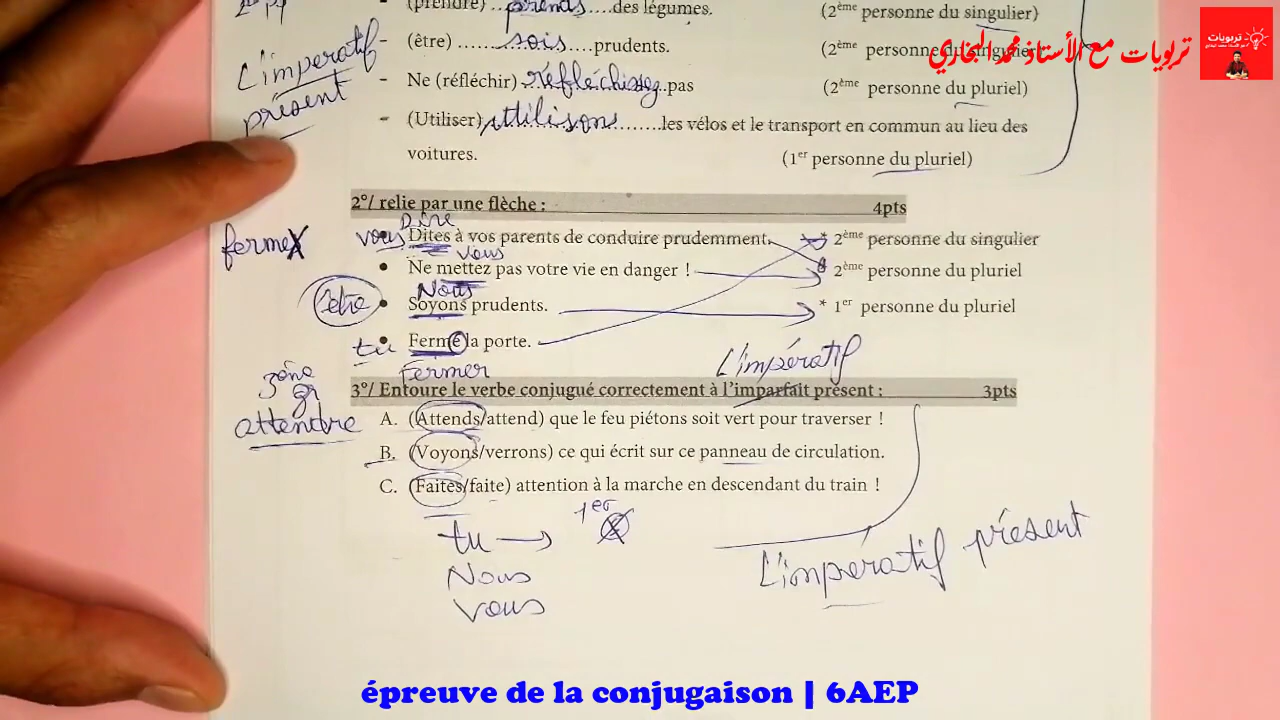 (prendre) ..prends....des légumes. (2ème personne du singulier)
L'impératif présent
- (être) ........sois....prudents. (2ème personne du singulier)
تربويات مع الأستاذ محمد البخاري
تربويات
- Ne (réfléchir) .réfléchissez.pas (2ème personne du pluriel)
- (Utiliser) uttilisons.........les vélos et le transport en commun au lieu des
voitures. (1er personne du pluriel)
2°/ relie par une flèche : 4pts
Dire
fermex vous Dites à vos parents de conduire prudemment. * 2ème personne du singulier
vous
• Ne mettez pas votre vie en danger ! 2ème personne du pluriel
Nous
être • Soyons prudents. * 1er personne du pluriel
tu • Ferme la porte.
Fermer L'impératif
3ème gr
3°/ Entoure le verbe conjugué correctement à l'imparfait présent : 3pts
attendre A. (Attends/attend) que le feu piétons soit vert pour traverser !
B. (Voyons/verrons) ce qui écrit sur ce panneau de circulation.
C. (Faites/faite) attention à la marche en descendant du train !
tu → 1er
Nous
Vous
L'impératif présent
épreuve de la conjugaison | 6AEP